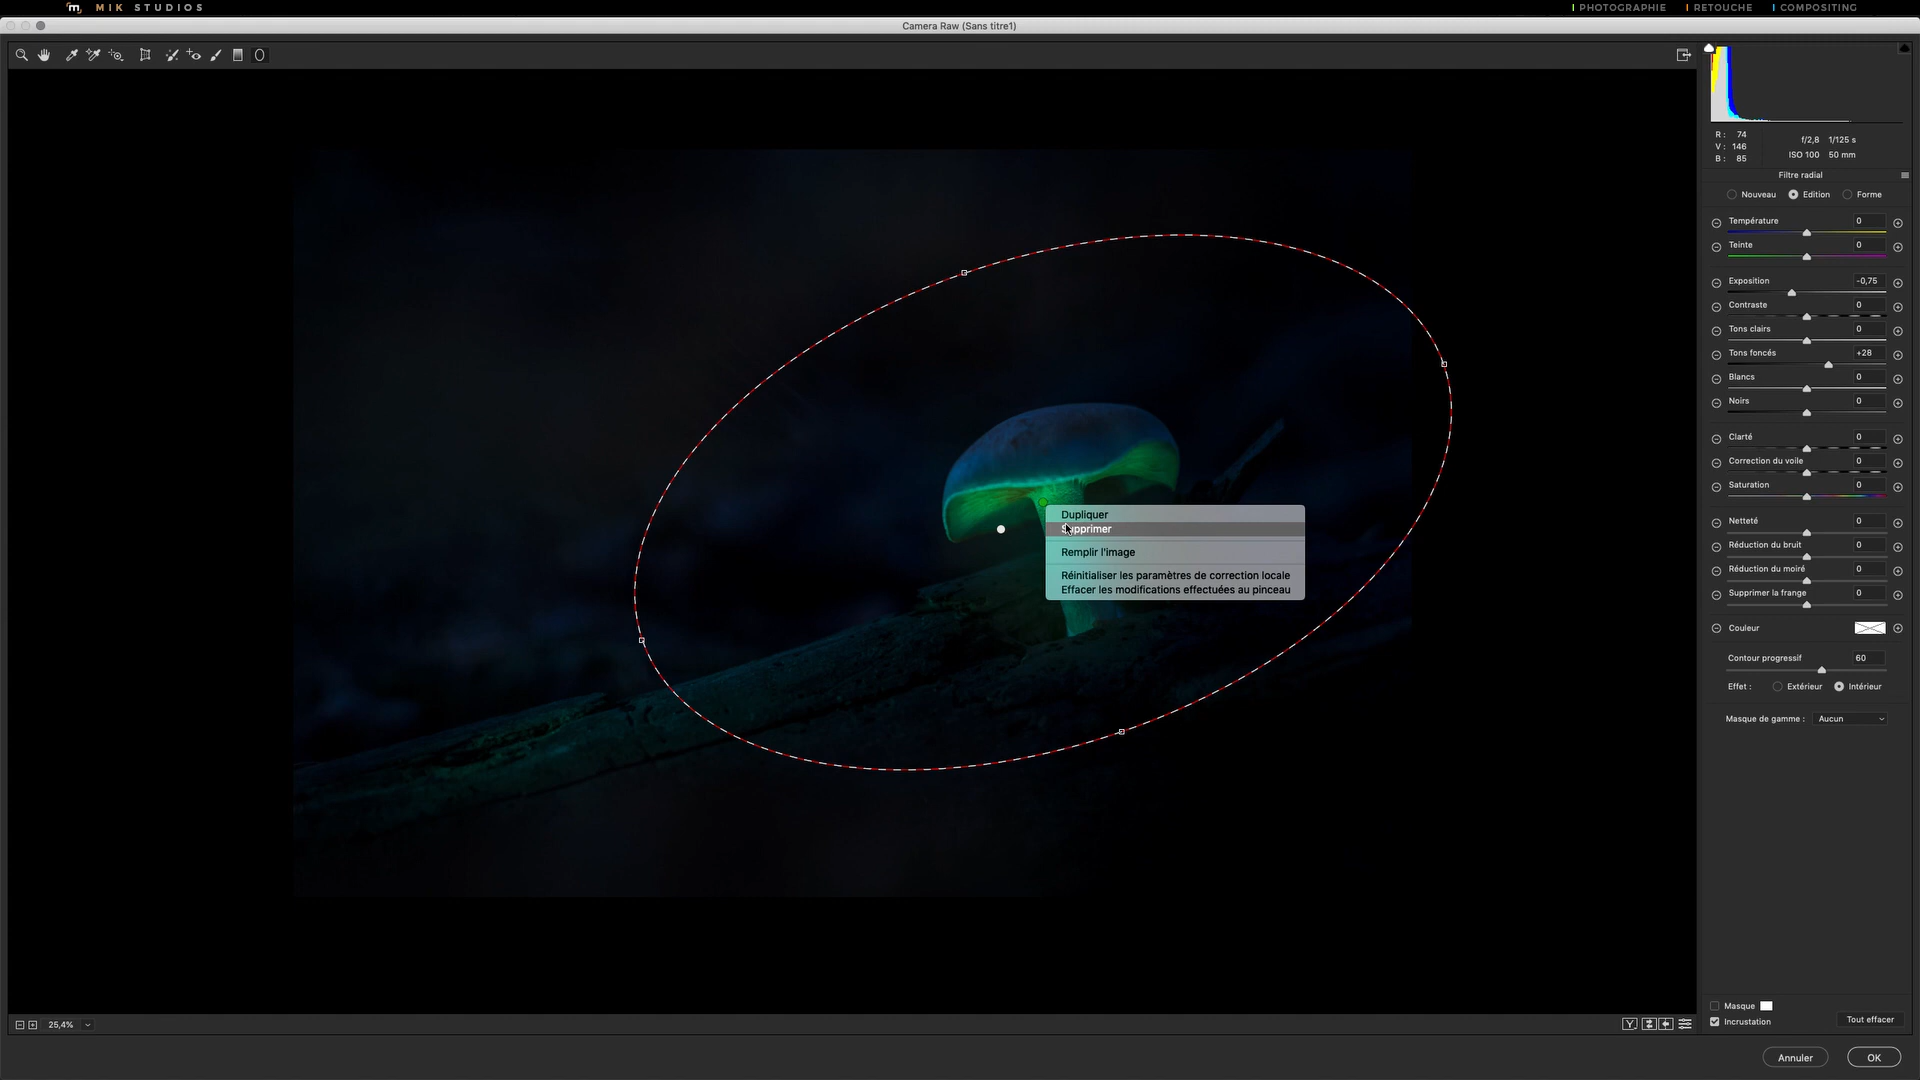 MIK STUDIOS
PHOTOGRAPHIE
RETOUCHE
COMPOSITING
Camera Raw (Sans titre1)
R : 74
V : 146
B : 85
f/2,8 1/125 s
ISO 100 50 mm
Filtre radial
Nouveau Edition Forme
Température 0
Teinte 0
Exposition -0,75
Contraste 0
Tons clairs 0
Tons foncés +28
Blancs 0
Noirs 0
Clarté 0
Correction du voile 0
Saturation 0
Netteté 0
Réduction du bruit 0
Réduction du moiré 0
Supprimer la frange 0
Couleur
Contour progressif 60
Effet : Extérieur Intérieur
Masque de gamme : Aucun
Dupliquer
Supprimer
Remplir l'image
Réinitialiser les paramètres de correction locale
Effacer les modifications effectuées au pinceau
25,4%
Y
Masque
Incrustation
Tout effacer
Annuler OK